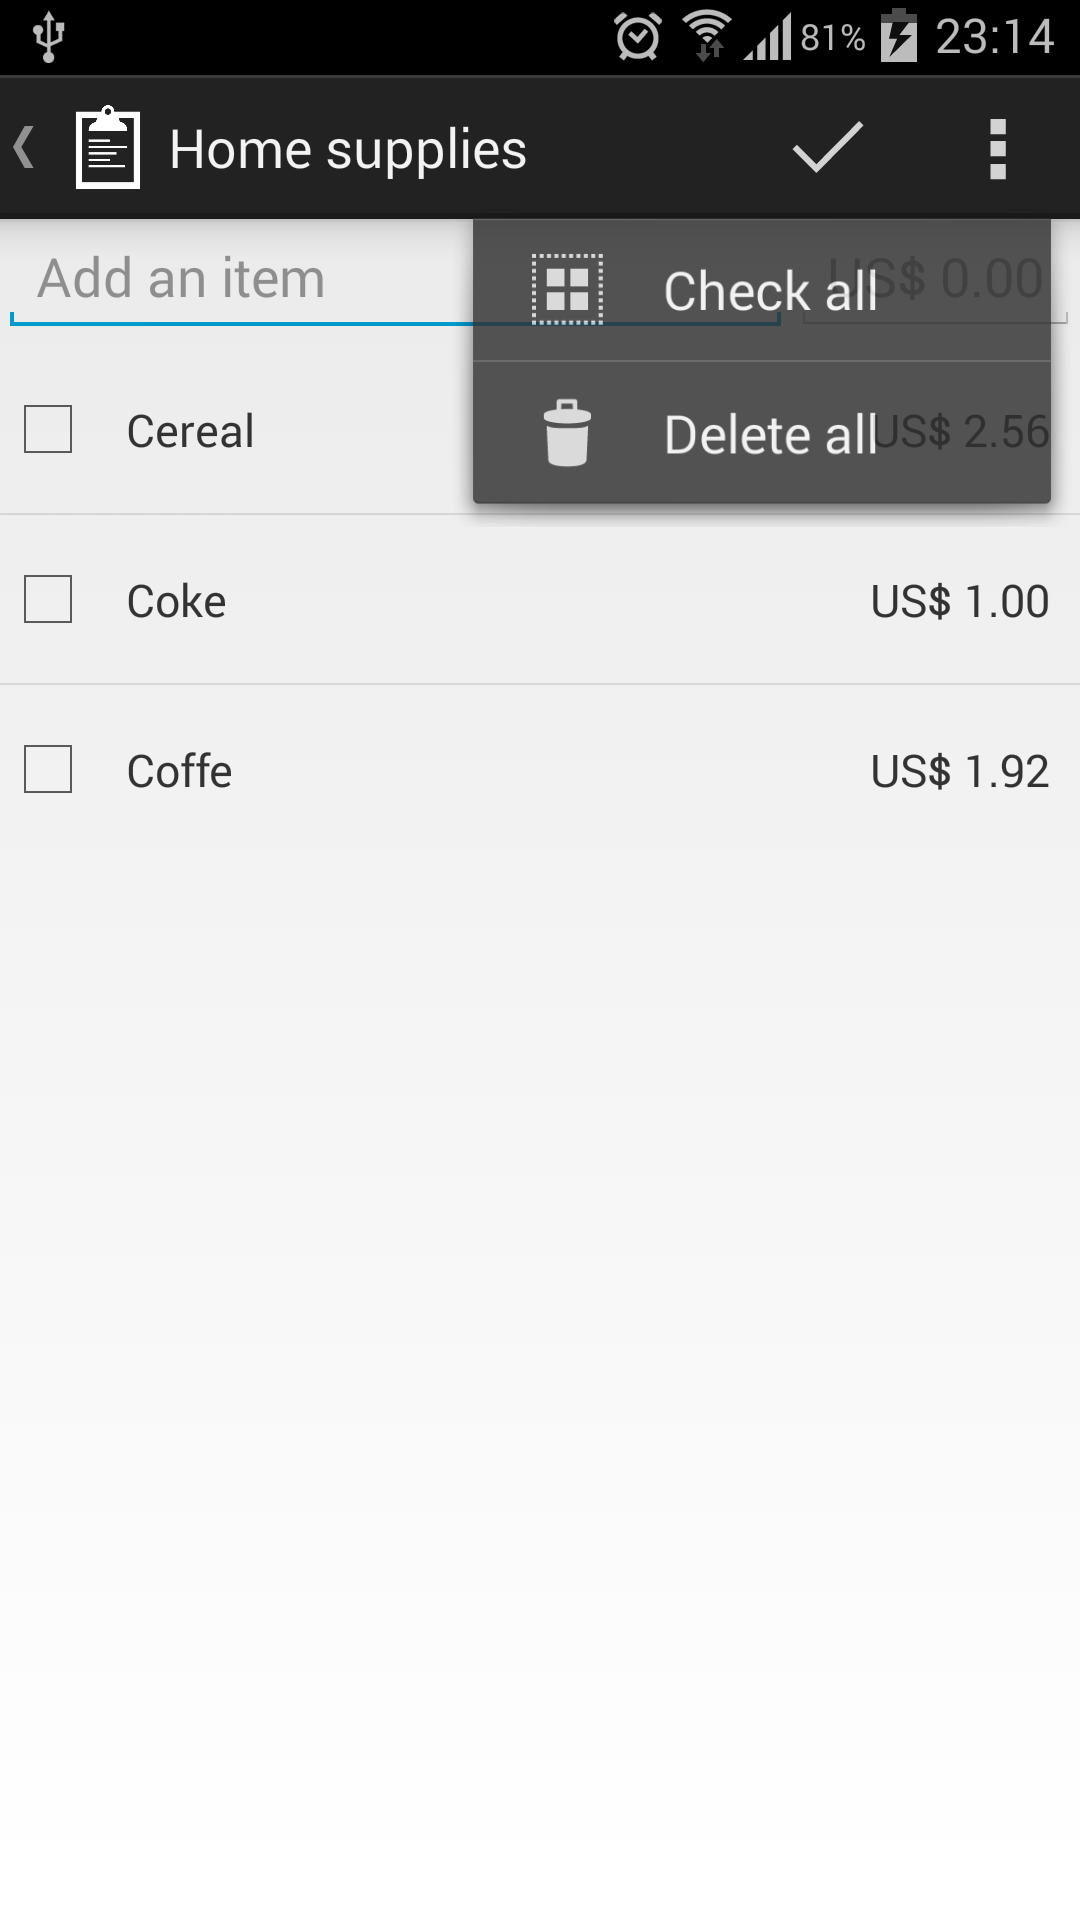 81% 23:14
Home supplies
Add an item US$ 0.00
Check all
Cereal US$ 2.56
Delete all
Coke US$ 1.00
Coffe US$ 1.92